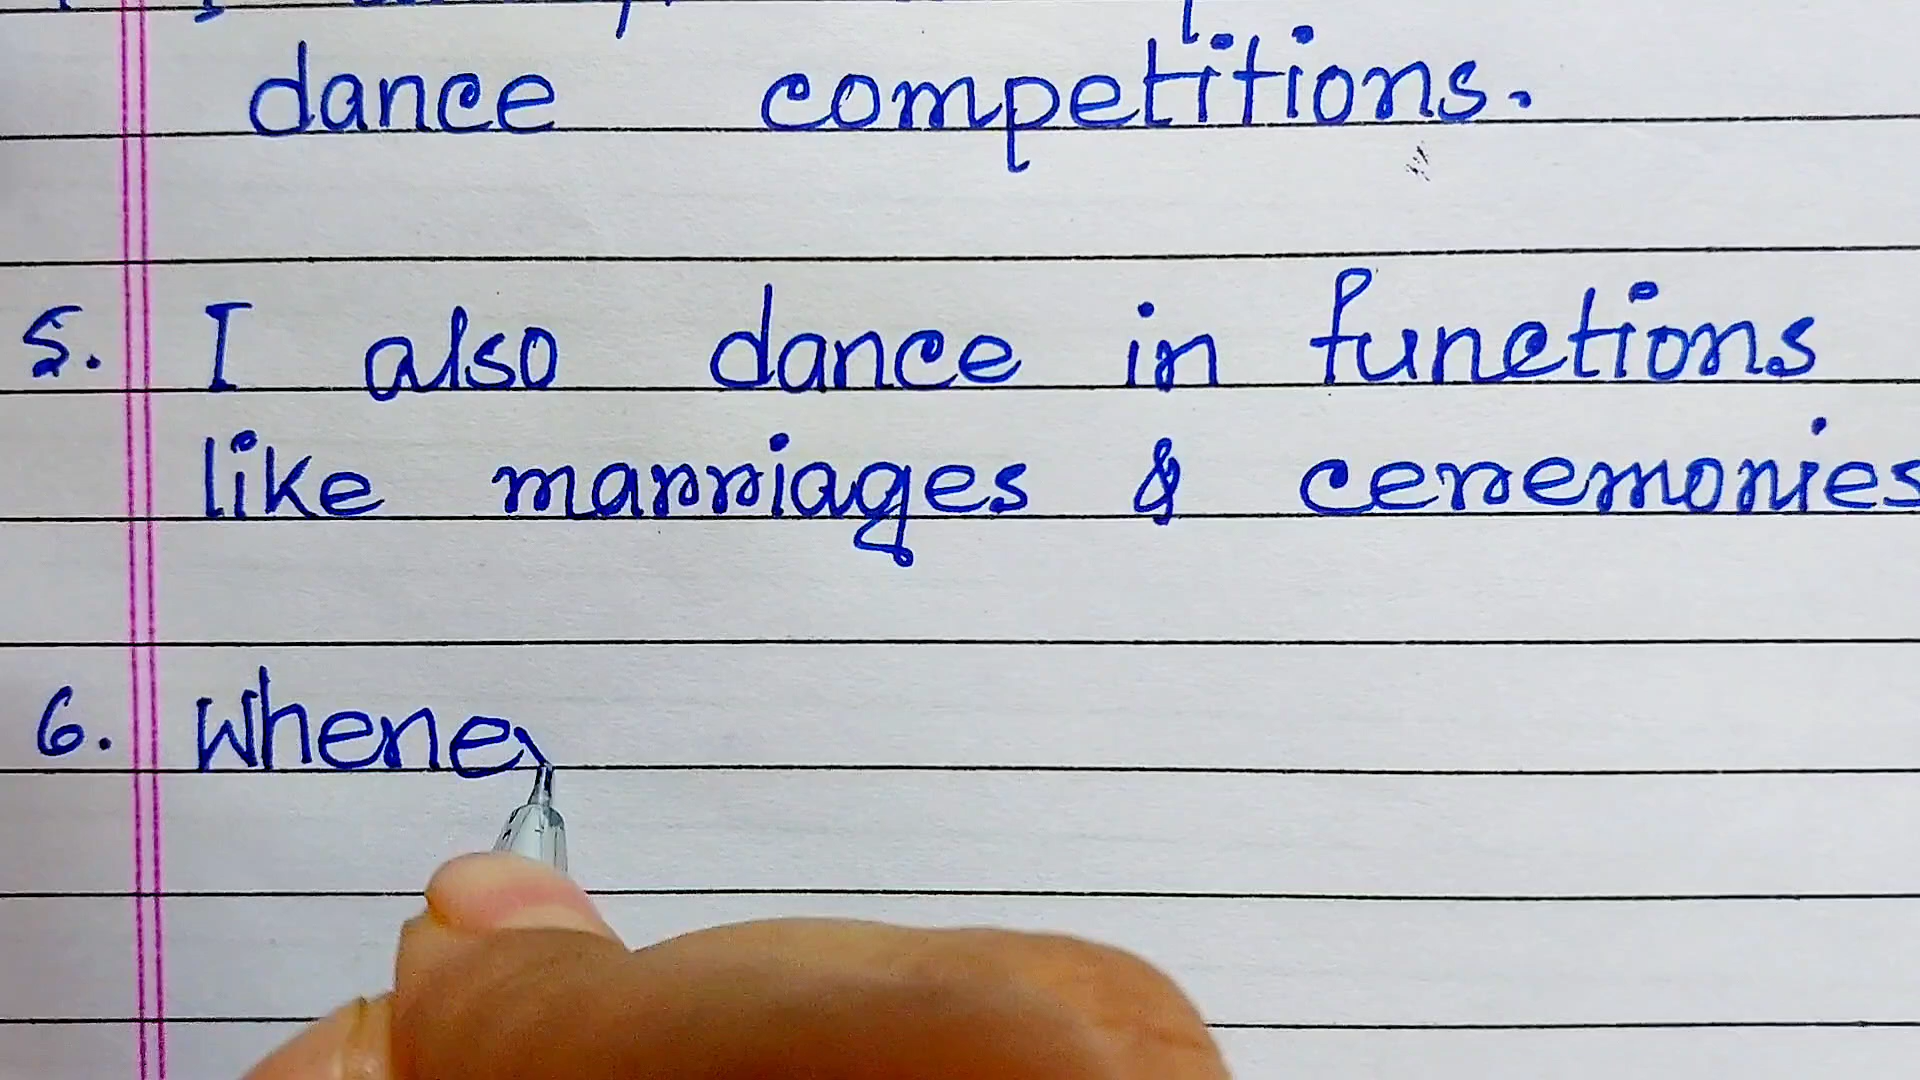 dance competitions.
5. I also dance in functions
like marriages & ceremonies
6. Whene